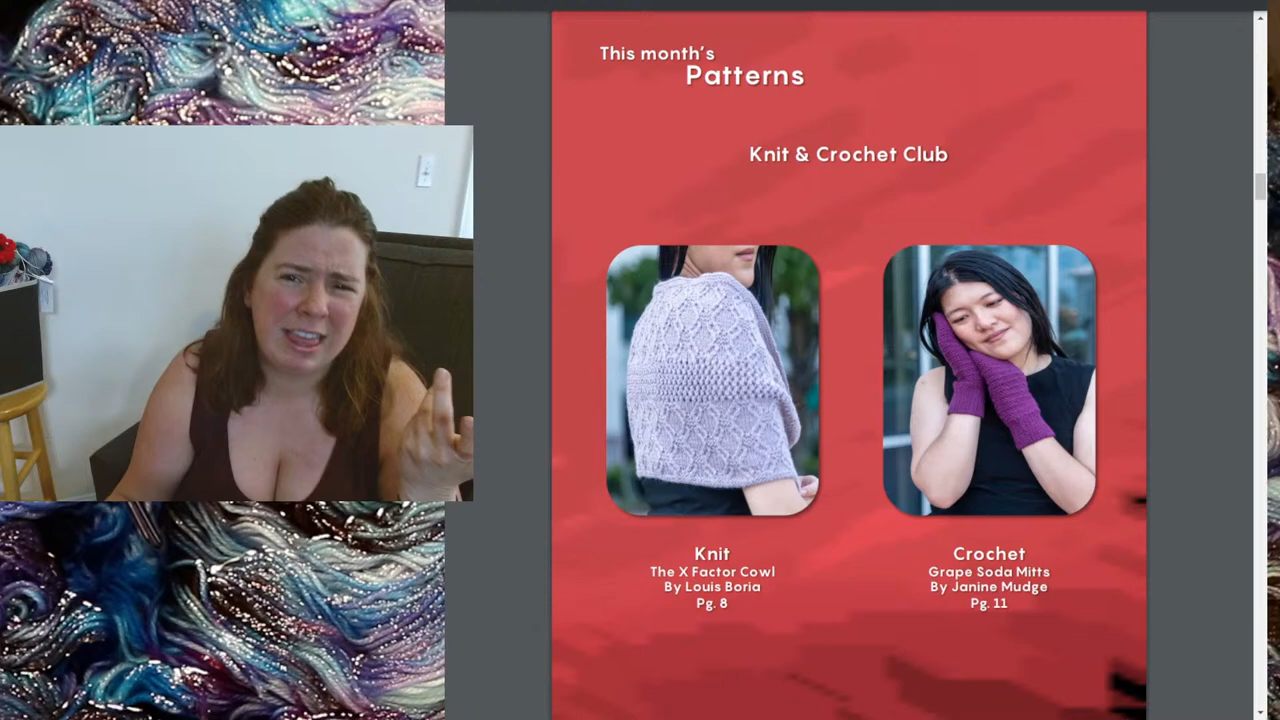 This month's
Patterns
Knit & Crochet Club
Knit
The X Factor Cowl
By Louis Boria
Pg. 8
Crochet
Grape Soda Mitts
By Janine Mudge
Pg. 11